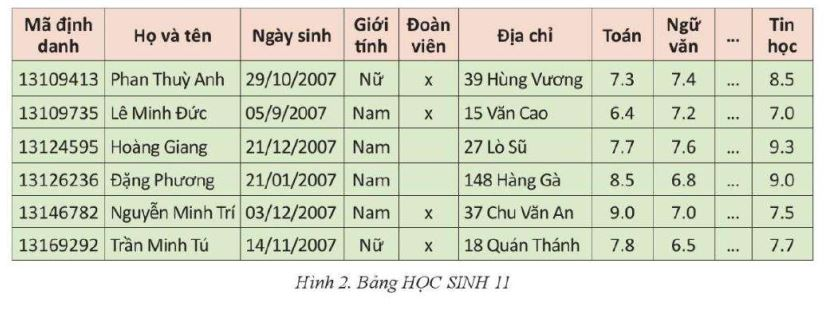 Mã định danh | Họ và tên | Ngày sinh | Giới tính | Đoàn viên | Địa chỉ | Toán | Ngữ văn | ... | Tin học
13109413 | Phan Thuỳ Anh | 29/10/2007 | Nữ | x | 39 Hùng Vương | 7.3 | 7.4 | ... | 8.5
13109735 | Lê Minh Đức | 05/9/2007 | Nam | x | 15 Văn Cao | 6.4 | 7.2 | ... | 7.0
13124595 | Hoàng Giang | 21/12/2007 | Nam | | 27 Lò Sũ | 7.7 | 7.6 | ... | 9.3
13126236 | Đặng Phương | 21/01/2007 | Nam | | 148 Hàng Gà | 8.5 | 6.8 | ... | 9.0
13146782 | Nguyễn Minh Trí | 03/12/2007 | Nam | x | 37 Chu Văn An | 9.0 | 7.0 | ... | 7.5
13169292 | Trần Minh Tú | 14/11/2007 | Nữ | x | 18 Quán Thánh | 7.8 | 6.5 | ... | 7.7
Hình 2. Bảng HỌC SINH 11